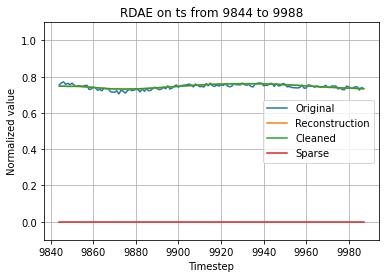 RDAE on ts from 9844 to 9988
Normalized value
1.0
0.8
0.6
0.4
0.2
0.0
Original
Reconstruction
Cleaned
Sparse
9840 9860 9880 9900 9920 9940 9960 9980
Timestep